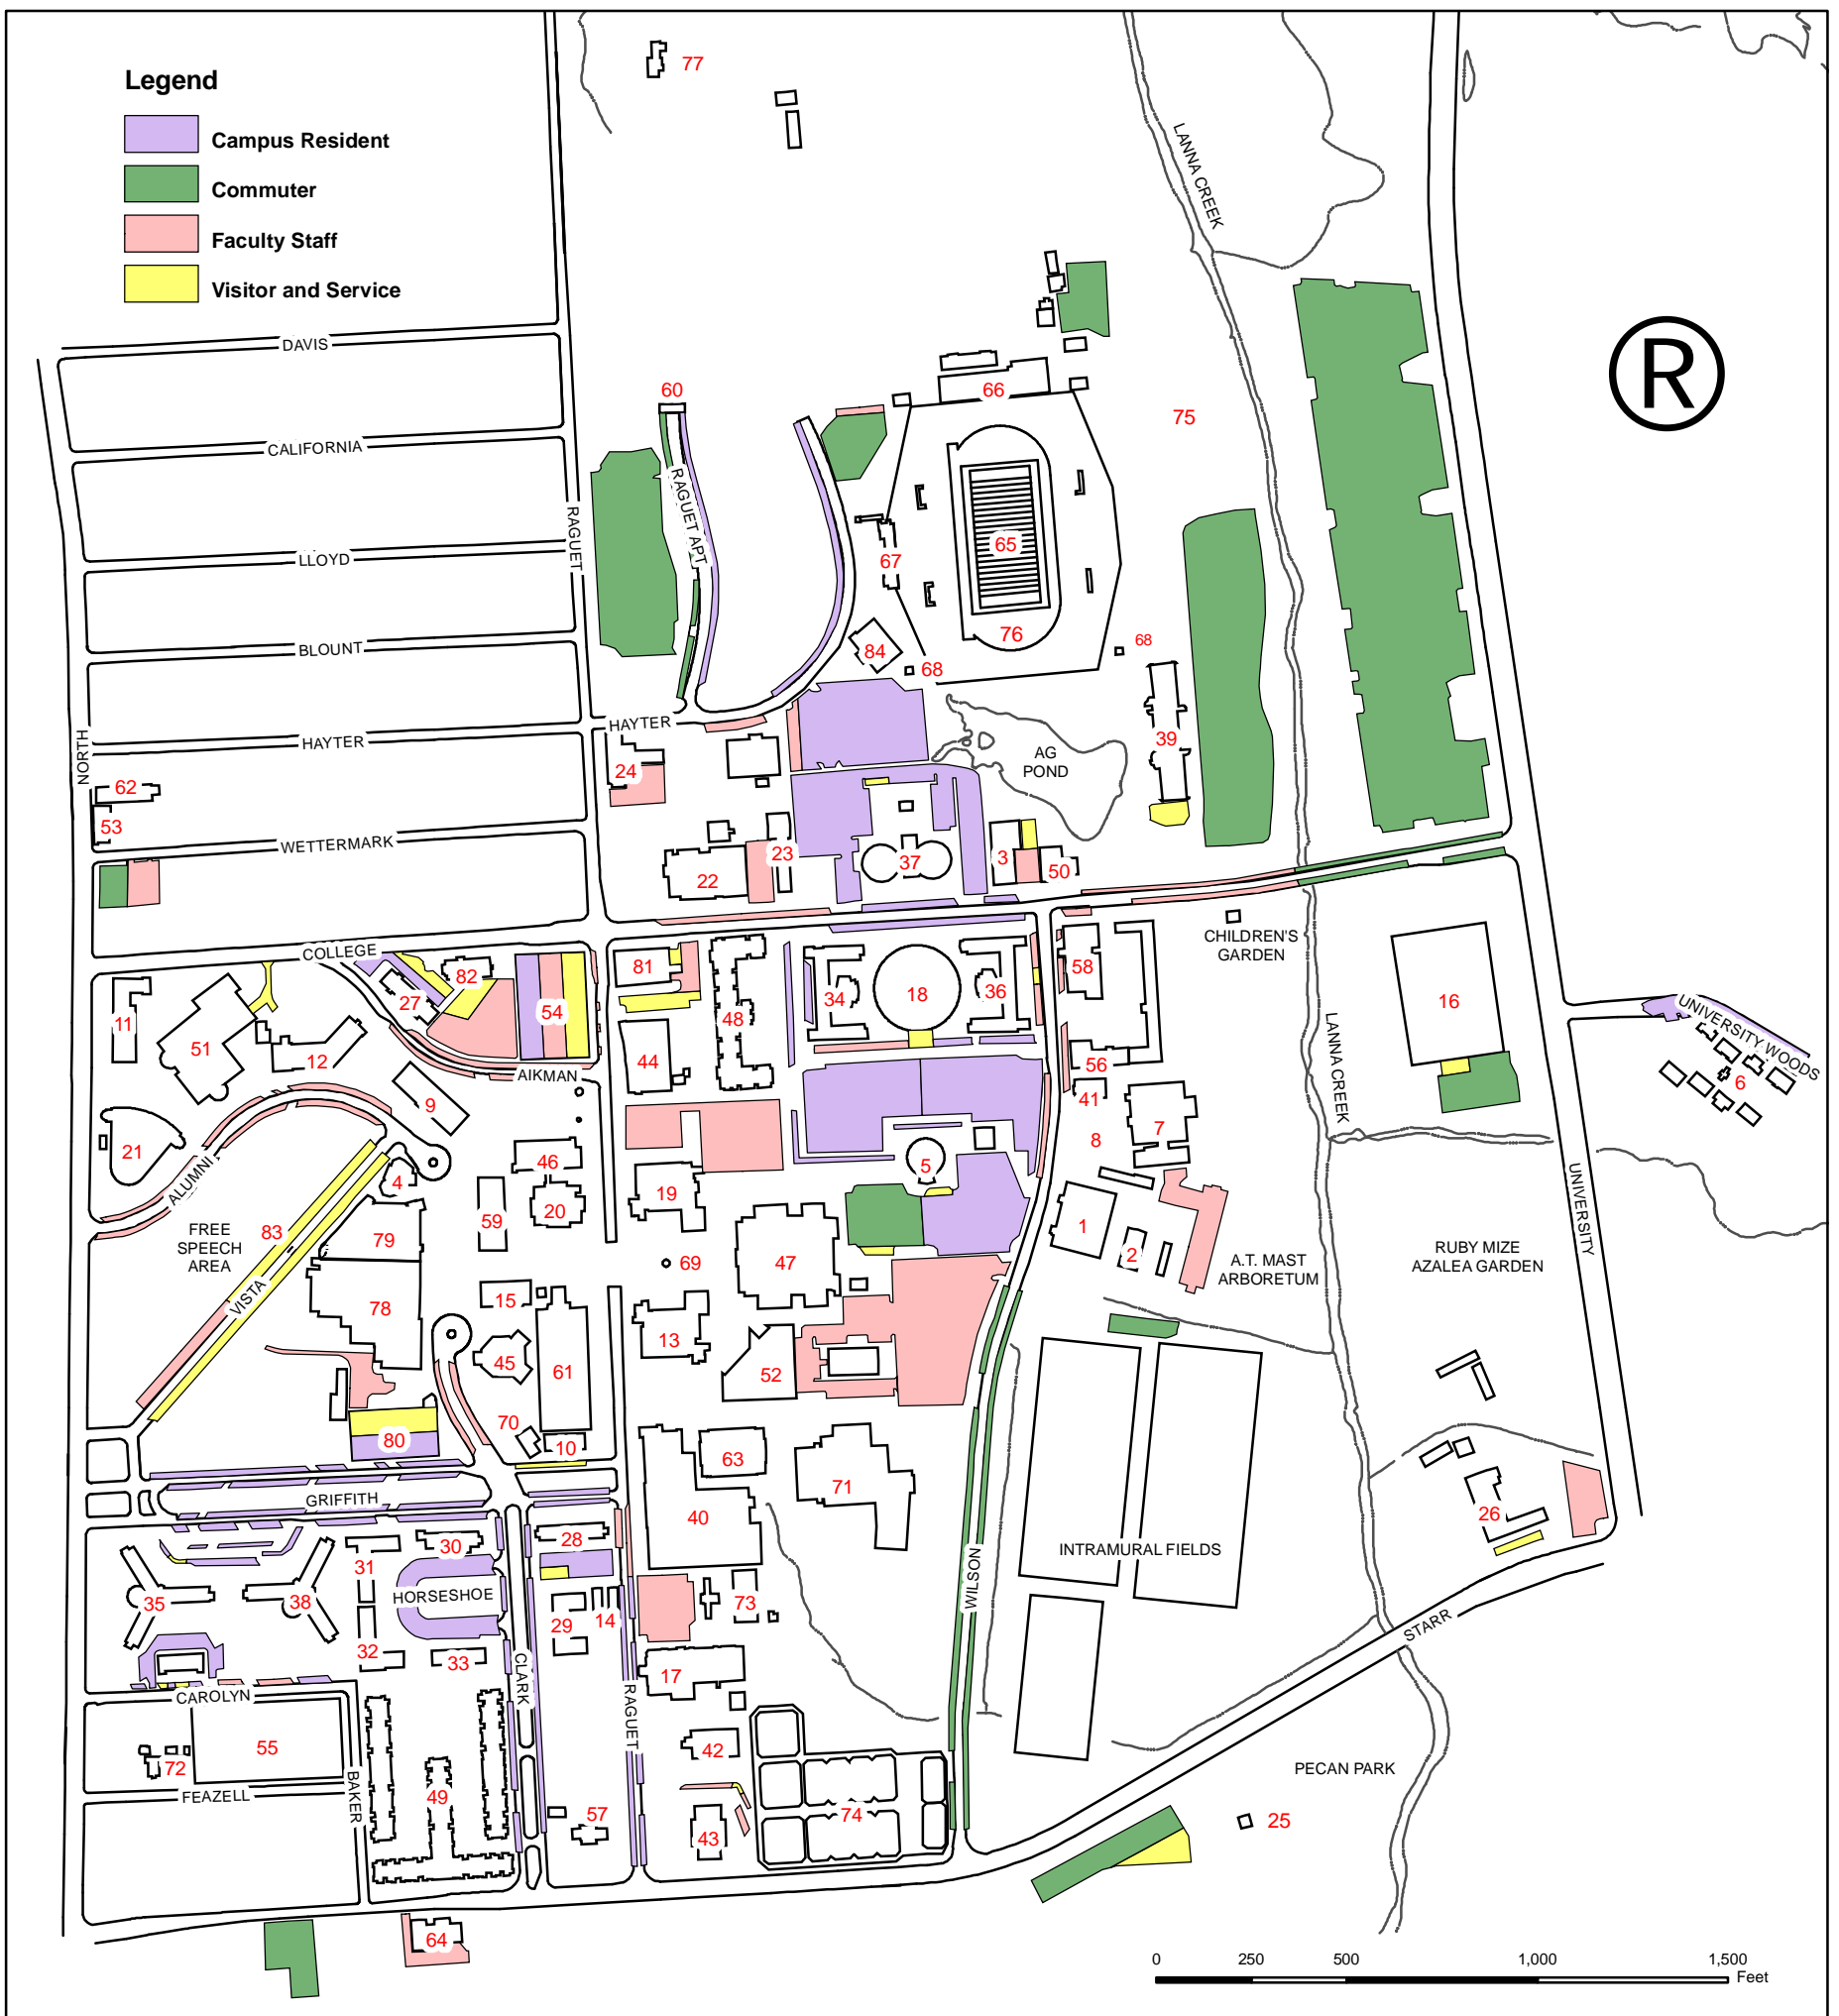 Legend
Campus Resident
Commuter
Faculty Staff
Visitor and Service
77
LANNA CREEK
R
DAVIS
60
66
75
CALIFORNIA
RAGUET
RAGUET APT
LLOYD
67
65
BLOUNT
84
76
68
68
NORTH
HAYTER
HAYTER
24
39
AG
POND
62
53
WETTERMARK
22
23
37
3
50
COLLEGE
CHILDREN'S
GARDEN
82
81
27
58
34
18
36
16
11
54
48
51
12
44
56
AIKMAN
LANNA CREEK
UNIVERSITY WOODS
6
9
41
21
8
7
46
5
4
19
ALUMNI
20
59
1
UNIVERSITY
FREE
SPEECH
AREA
83
79
69
47
2
A.T. MAST
ARBORETUM
RUBY MIZE
AZALEA GARDEN
VISTA
78
15
13
45
61
52
70
80
10
63
71
GRIFFITH
40
26
28
30
31
INTRAMURAL FIELDS
HORSESHOE
WILSON
35
38
29
14
73
32
33
STARR
CLARK
17
CAROLYN
RAGUET
55
72
42
FEAZELL
BAKER
49
PECAN PARK
57
43
74
25
64
0
250
500
1,000
1,500
Feet